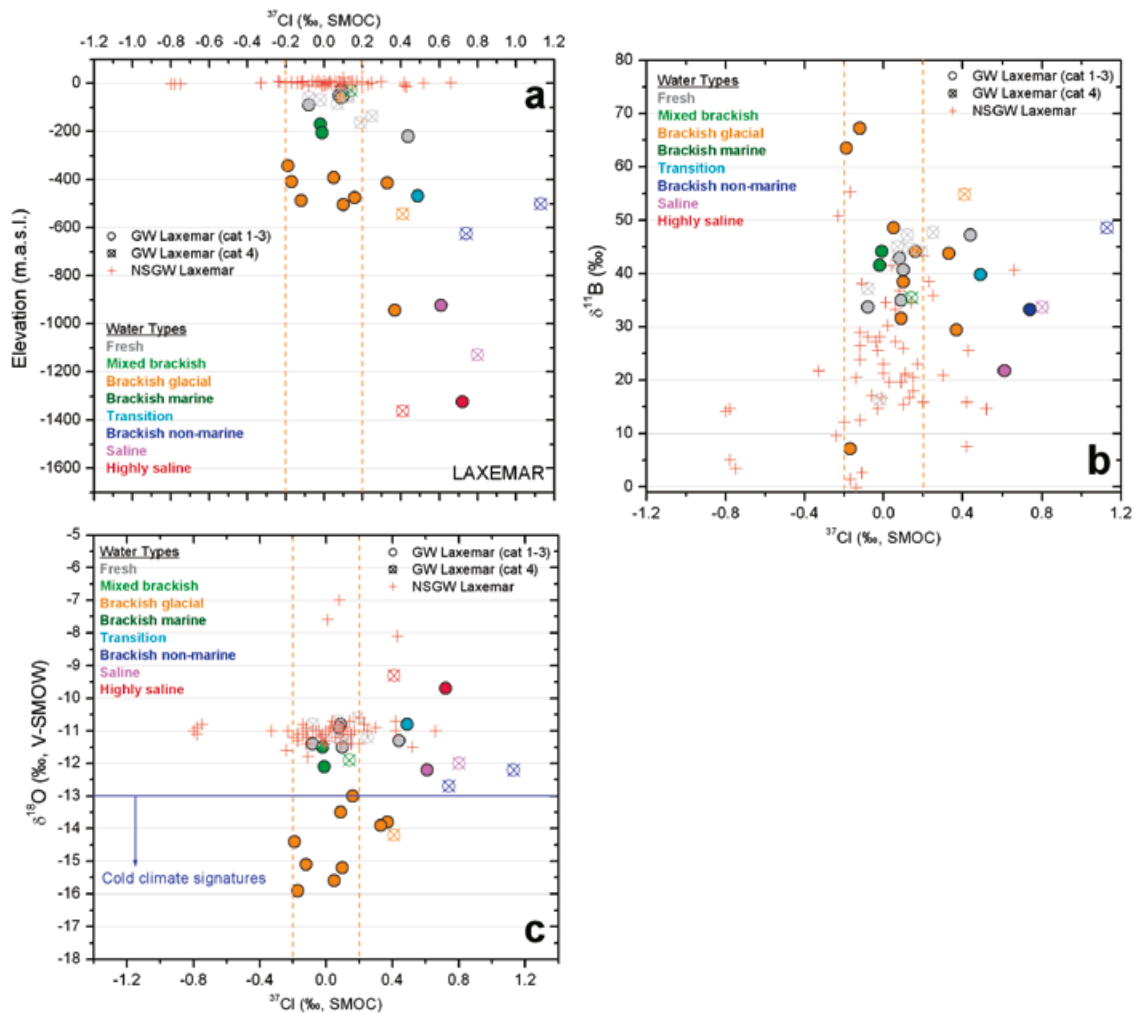 ³⁷Cl (‰, SMOC)
-1.2 -1.0 -0.8 -0.6 -0.4 -0.2 0.0 0.2 0.4 0.6 0.8 1.0 1.2
0
-200
-400
-600
-800
-1000
-1200
-1400
-1600
Elevation (m.a.s.l.)
a
GW Laxemar (cat 1-3)
GW Laxemar (cat 4)
NSGW Laxemar
Water Types
Fresh
Mixed brackish
Brackish glacial
Brackish marine
Transition
Brackish non-marine
Saline
Highly saline
LAXEMAR
80
70
60
50
40
30
20
10
0
δ¹¹B (‰)
Water Types
Fresh
Mixed brackish
Brackish glacial
Brackish marine
Transition
Brackish non-marine
Saline
Highly saline
GW Laxemar (cat 1-3)
GW Laxemar (cat 4)
NSGW Laxemar
b
-1.2 -0.8 -0.4 0.0 0.4 0.8 1.2
³⁷Cl (‰, SMOC)
-5
-6
-7
-8
-9
-10
-11
-12
-13
-14
-15
-16
-17
-18
δ¹⁸O (‰, V-SMOW)
Water Types
Fresh
Mixed brackish
Brackish glacial
Brackish marine
Transition
Brackish non-marine
Saline
Highly saline
GW Laxemar (cat 1-3)
GW Laxemar (cat 4)
NSGW Laxemar
Cold climate signatures
c
-1.2 -0.8 -0.4 0.0 0.4 0.8 1.2
³⁷Cl (‰, SMOC)